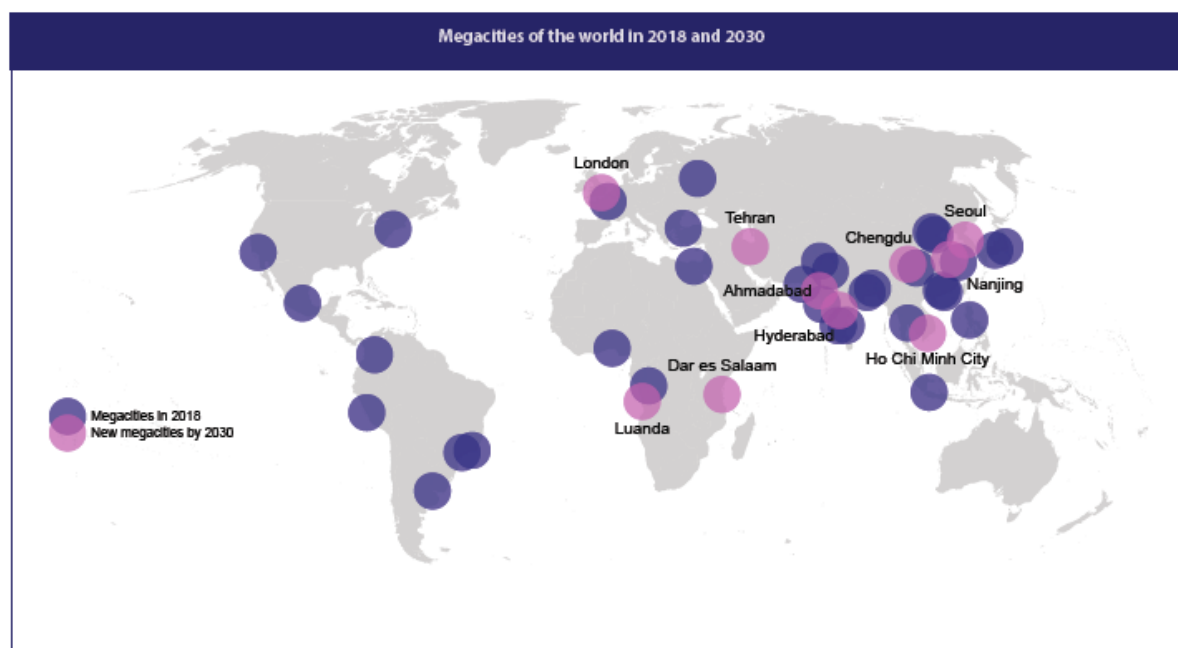 Megacities of the world in 2018 and 2030
London
Seoul
Tehran
Chengdu
Ahmadabad
Nanjing
Hyderabad
Ho Chi Minh City
Dar es Salaam
Luanda
Megacities in 2018
New megacities by 2030